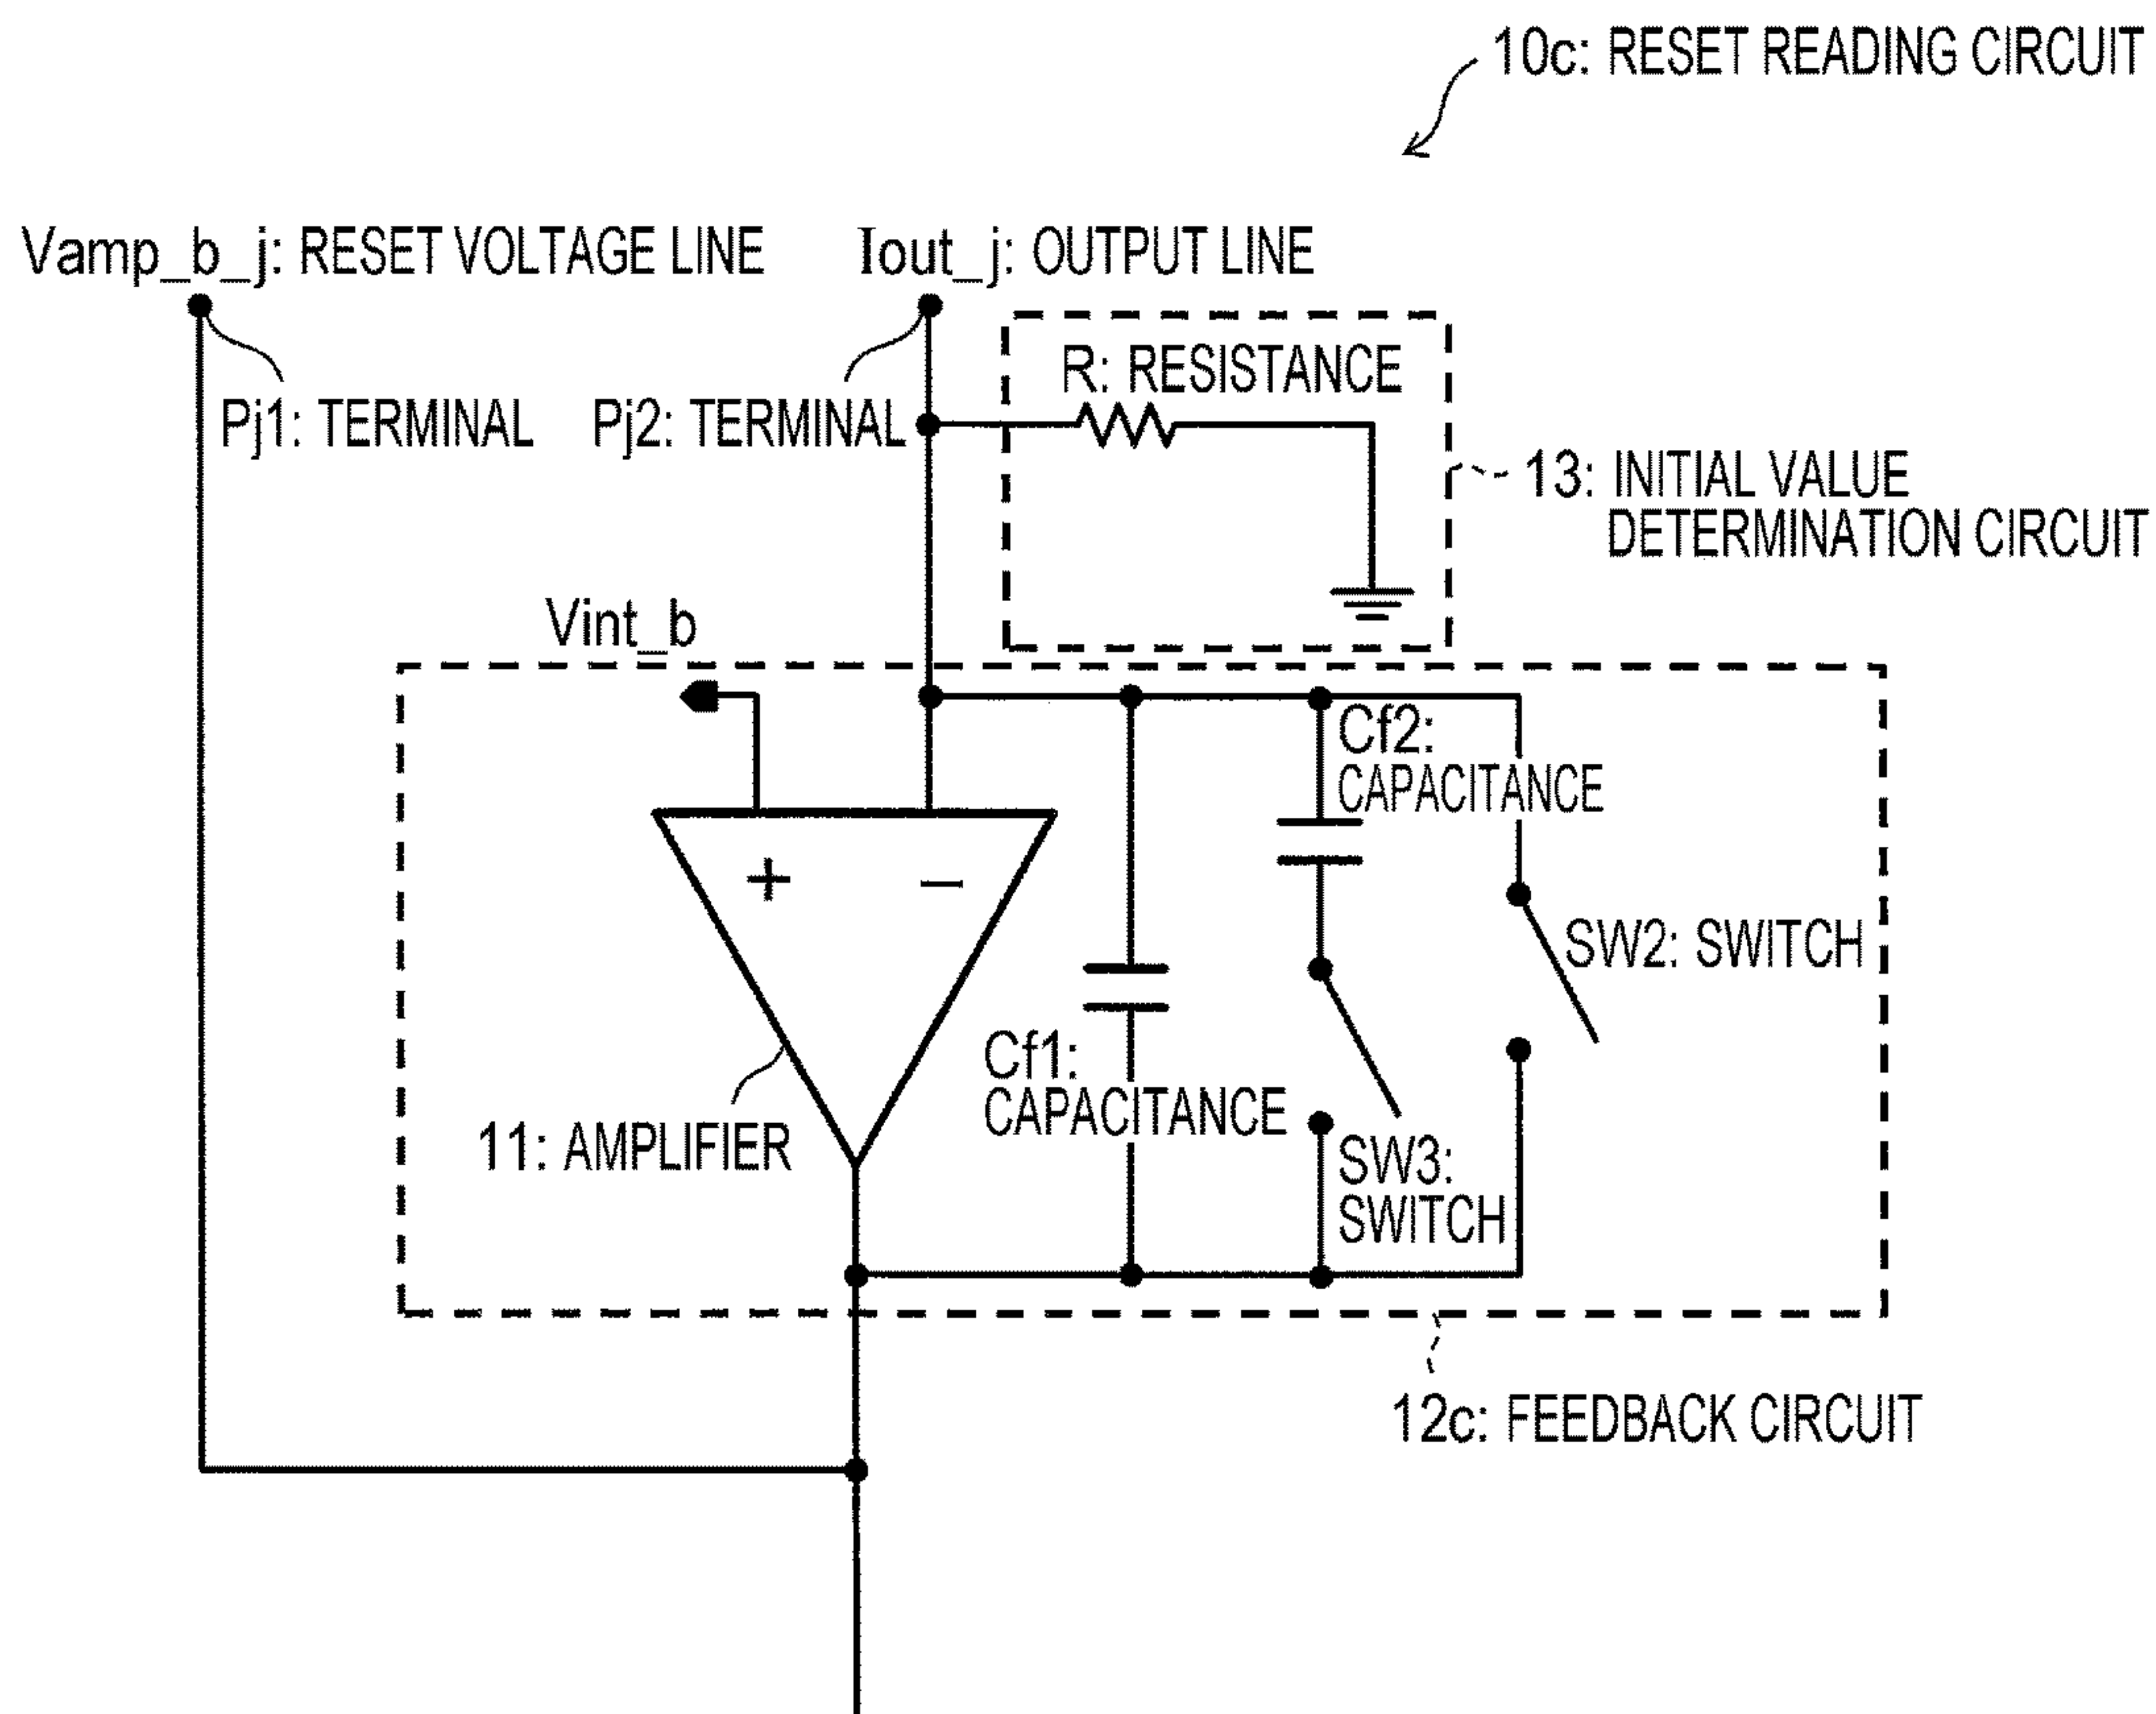 10c: RESET READING CIRCUIT
Vamp_b_j: RESET VOLTAGE LINE
Iout_j: OUTPUT LINE
R: RESISTANCE
Pj1: TERMINAL
Pj2: TERMINAL
13: INITIAL VALUE
DETERMINATION CIRCUIT
Vint_b
Cf2:
CAPACITANCE
+
−
SW2: SWITCH
Cf1:
CAPACITANCE
11: AMPLIFIER
SW3:
SWITCH
12c: FEEDBACK CIRCUIT